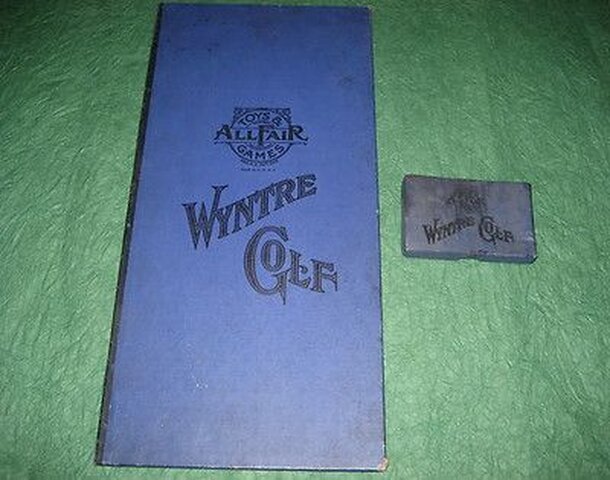 TOYS &
ALLFAIR
GAMES
WYNTRE
GOLF
WYNTRE GOLF